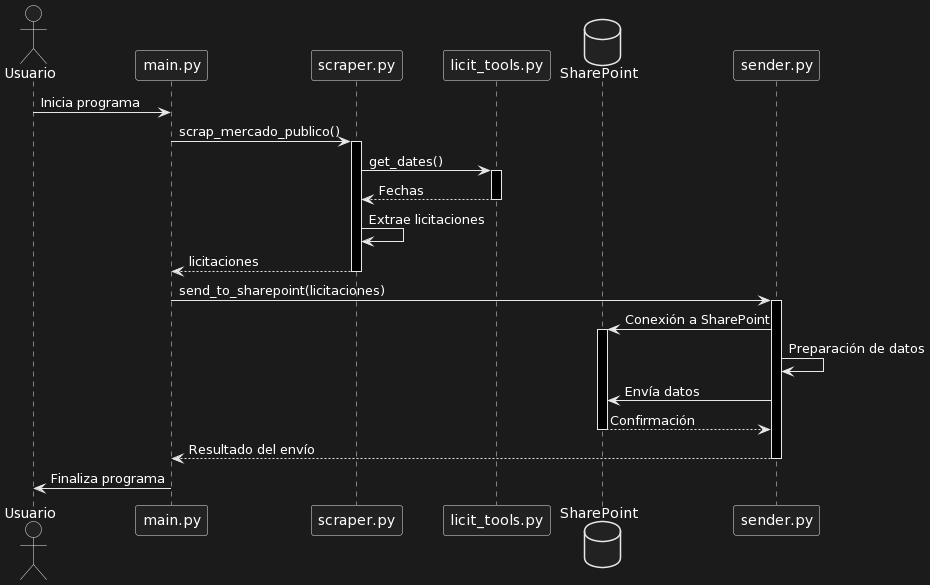 Usuario
main.py
scraper.py
licit_tools.py
SharePoint
sender.py
Inicia programa
scrap_mercado_publico()
get_dates()
Fechas
Extrae licitaciones
licitaciones
send_to_sharepoint(licitaciones)
Conexión a SharePoint
Preparación de datos
Envía datos
Confirmación
Resultado del envío
Finaliza programa
Usuario
main.py
scraper.py
licit_tools.py
SharePoint
sender.py